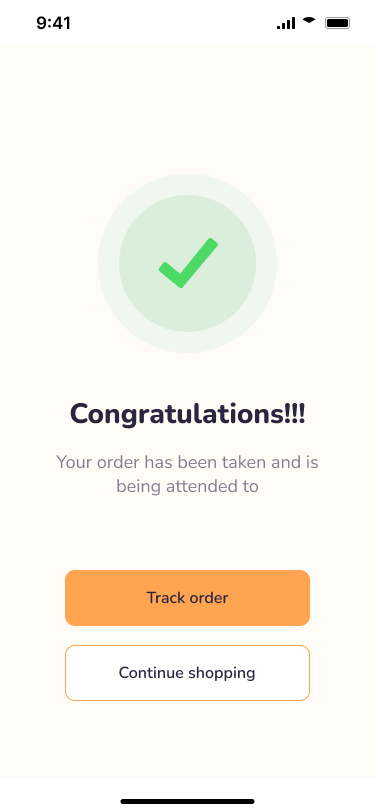 9:41
Congratulations!!!
Your order has been taken and is
being attended to
Track order
Continue shopping